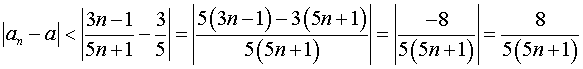 |aₙ − a| < |(3n−1)/(5n+1) − 3/5| = |(5(3n−1)−3(5n+1))/(5(5n+1))| = |−8/(5(5n+1))| = 8/(5(5n+1))